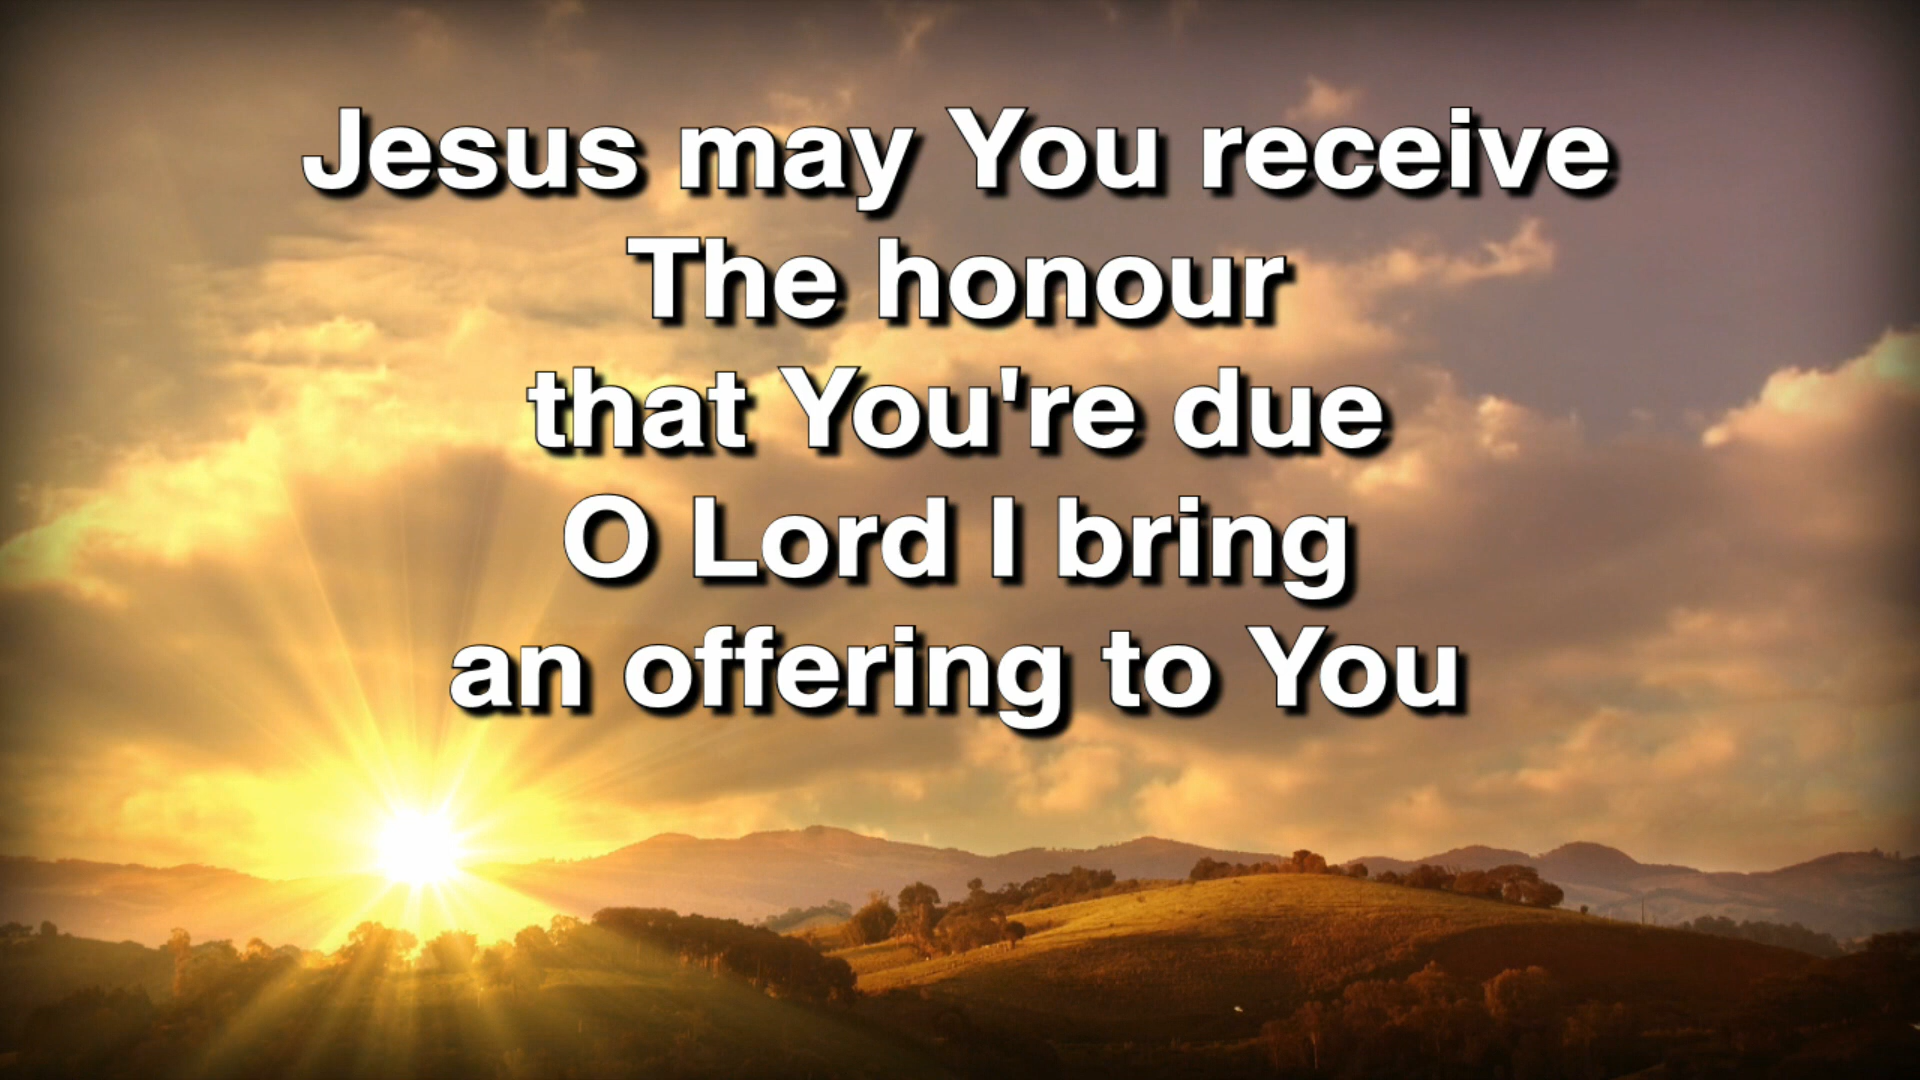 Jesus may You receive
The honour
that You're due
O Lord I bring
an offering to You